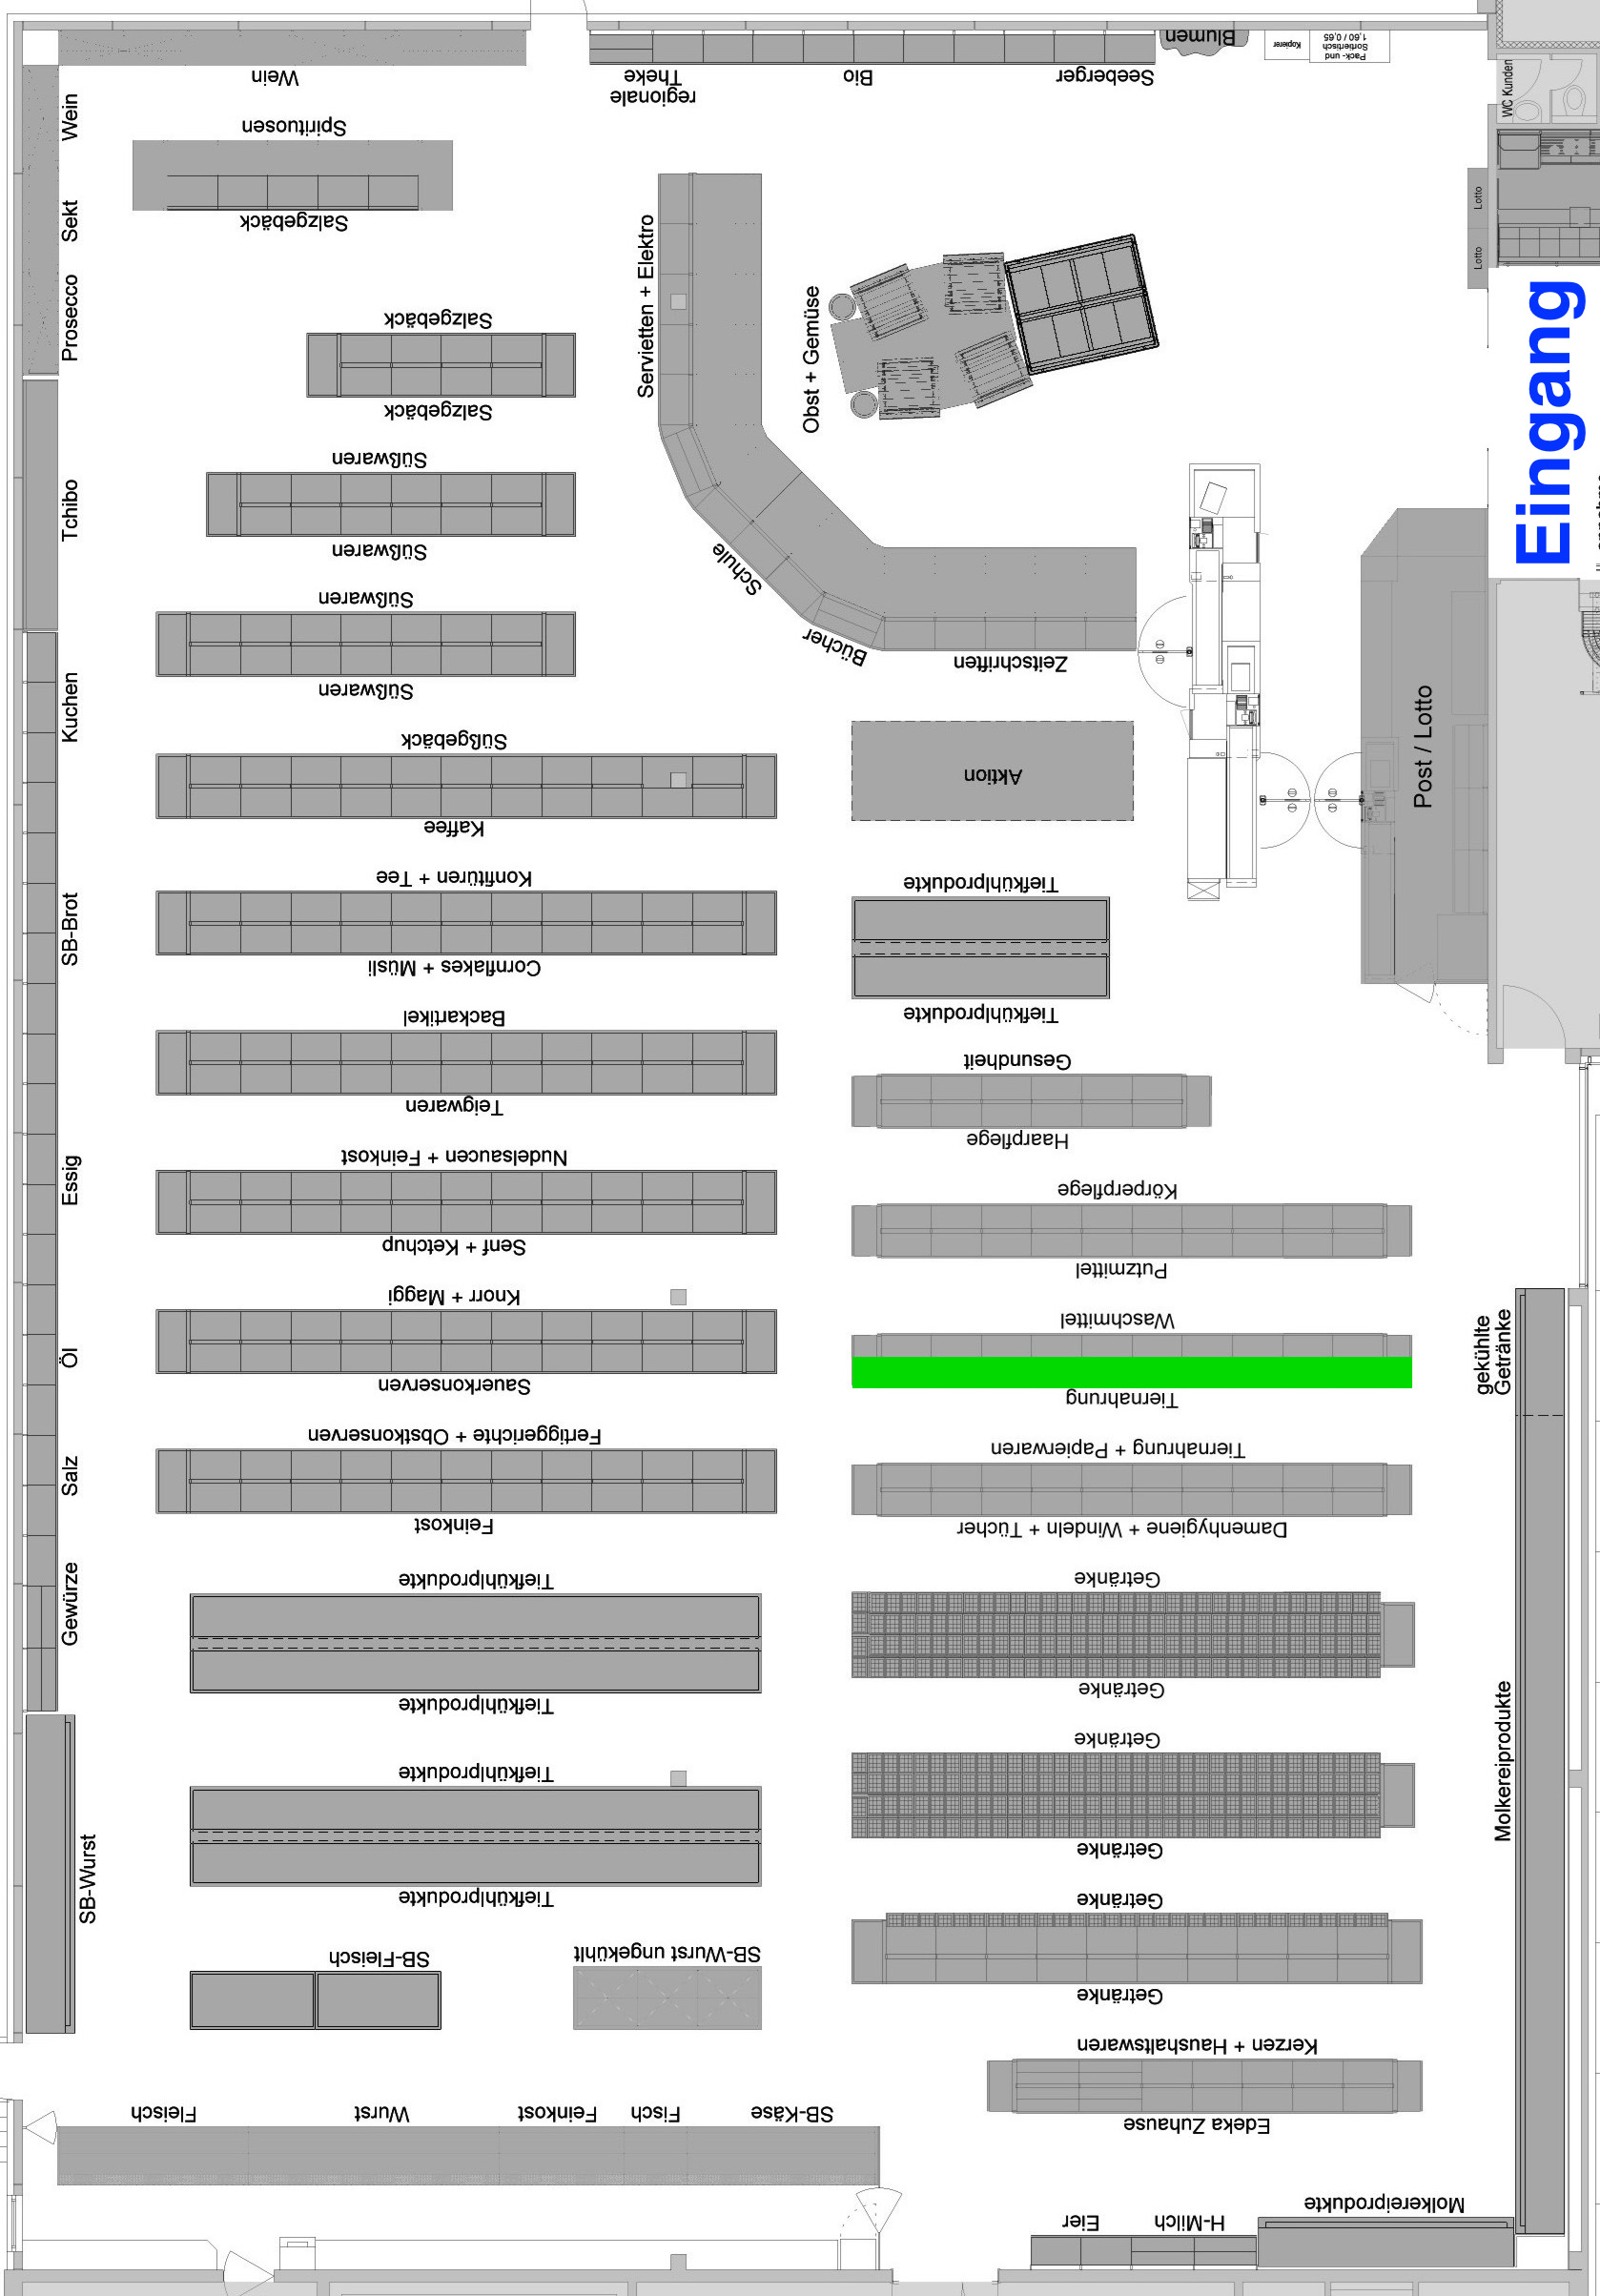 Blumen
Kopierer
Pack- und
Sortiertisch
1,60 / 0,65
WC Kunden
Wein
regionale
Theke
Bio
Seeberger
Wein
Spirituosen
Salzgebäck
Sekt
Lotto
Lotto
Prosecco
Servietten + Elektro
Obst + Gemüse
Eingang
Salzgebäck
Salzgebäck
Süßwaren
Süßwaren
Tchibo
Schule
Bücher
Zeitschriften
Süßwaren
Süßwaren
Kuchen
Süßgebäck
Kaffee
Aktion
Post / Lotto
Konfitüren + Tee
Cornflakes + Müsli
SB-Brot
Tiefkühlprodukte
Tiefkühlprodukte
Backartikel
Teigwaren
Gesundheit
Haarpflege
Nudelsaucen + Feinkost
Senf + Ketchup
Essig
Körperpflege
Putzmittel
Knorr + Maggi
Sauerkonserven
Öl
Waschmittel
Tiernahrung
gekühlte
Getränke
Fertiggerichte + Obstkonserven
Feinkost
Salz
Tiernahrung + Papierwaren
Damenhygiene + Windeln + Tücher
Gewürze
Tiefkühlprodukte
Tiefkühlprodukte
Getränke
Getränke
Molkereiprodukte
Tiefkühlprodukte
Tiefkühlprodukte
Getränke
Getränke
SB-Wurst
Getränke
Getränke
SB-Fleisch
SB-Wurst ungekühlt
Kerzen + Haushaltswaren
Edeka Zuhause
Fleisch
Wurst
Feinkost
Fisch
SB-Käse
Eier
H-Milch
Molkereiprodukte